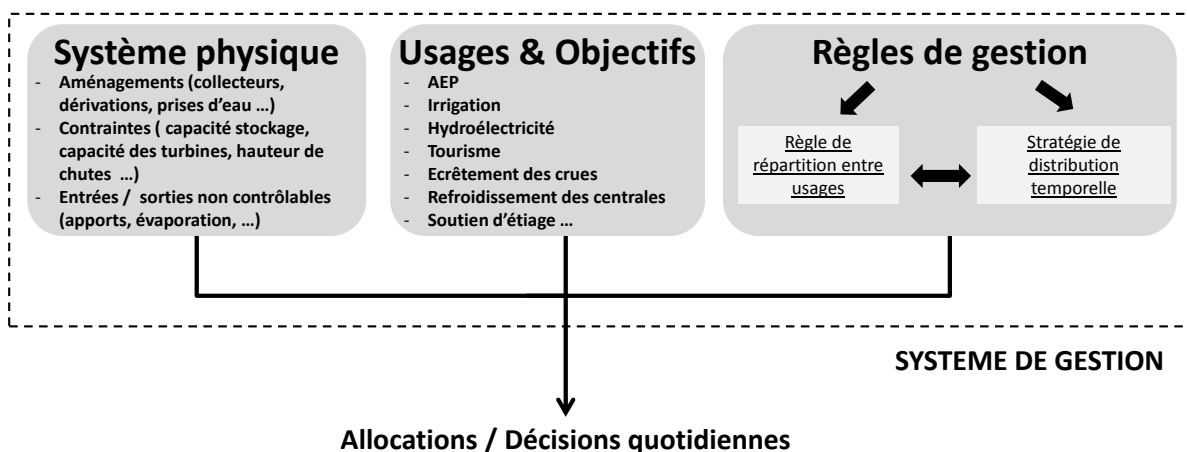 Système physique
- Aménagements (collecteurs,
dérivations, prises d'eau …)
- Contraintes ( capacité stockage,
capacité des turbines, hauteur de
chutes …)
- Entrées / sorties non contrôlables
(apports, évaporation, …)
Usages & Objectifs
- AEP
- Irrigation
- Hydroélectricité
- Tourisme
- Ecrêtement des crues
- Refroidissement des centrales
- Soutien d'étiage …
Règles de gestion
Règle de
répartition entre
usages
Stratégie de
distribution
temporelle
SYSTEME DE GESTION
Allocations / Décisions quotidiennes